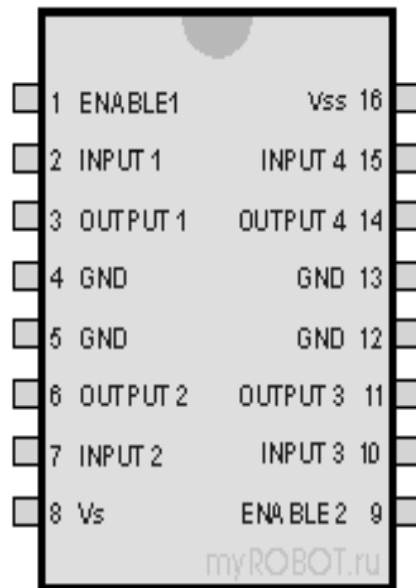 1 ENABLE1
Vss 16
2 INPUT 1
INPUT 4 15
3 OUTPUT 1
OUTPUT 4 14
4 GND
GND 13
5 GND
GND 12
6 OUTPUT 2
OUTPUT 3 11
7 INPUT 2
INPUT 3 10
8 Vs
ENABLE2 9
myROBOT.ru